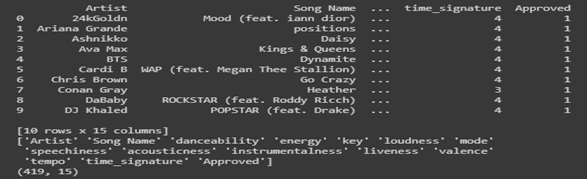 Artist Song Name ... time_signature Approved
0 24kGoldn Mood (feat. iann dior) ... 4 1
1 Ariana Grande positions ... 4 1
2 Ashnikko Daisy ... 4 1
3 Ava Max Kings & Queens ... 4 1
4 BTS Dynamite ... 4 1
5 Cardi B WAP (feat. Megan Thee Stallion) ... 4 1
6 Chris Brown Go Crazy ... 4 1
7 Conan Gray Heather ... 3 1
8 DaBaby ROCKSTAR (feat. Roddy Ricch) ... 4 1
9 DJ Khaled POPSTAR (feat. Drake) ... 4 1
[10 rows x 15 columns]
['Artist' 'Song Name' 'danceability' 'energy' 'key' 'loudness' 'mode'
'speechiness' 'acousticness' 'instrumentalness' 'liveness' 'valence'
'tempo' 'time_signature' 'Approved']
(419, 15)